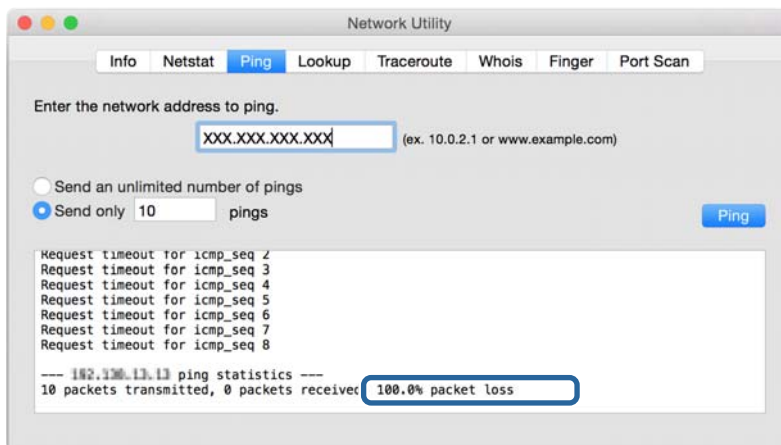 Network Utility
Info Netstat Ping Lookup Traceroute Whois Finger Port Scan
Enter the network address to ping.
XXX.XXX.XXX.XXX (ex. 10.0.2.1 or www.example.com)
Send an unlimited number of pings
Send only 10 pings
Ping
Request timeout for icmp_seq 2
Request timeout for icmp_seq 3
Request timeout for icmp_seq 4
Request timeout for icmp_seq 5
Request timeout for icmp_seq 6
Request timeout for icmp_seq 7
Request timeout for icmp_seq 8
--- ping statistics ---
10 packets transmitted, 0 packets received 100.0% packet loss